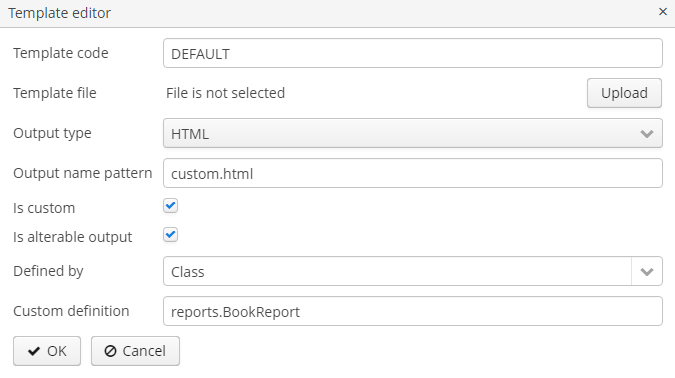 Template editor
Template code DEFAULT
Template file File is not selected Upload
Output type HTML
Output name pattern custom.html
Is custom
Is alterable output
Defined by Class
Custom definition reports.BookReport
OK Cancel